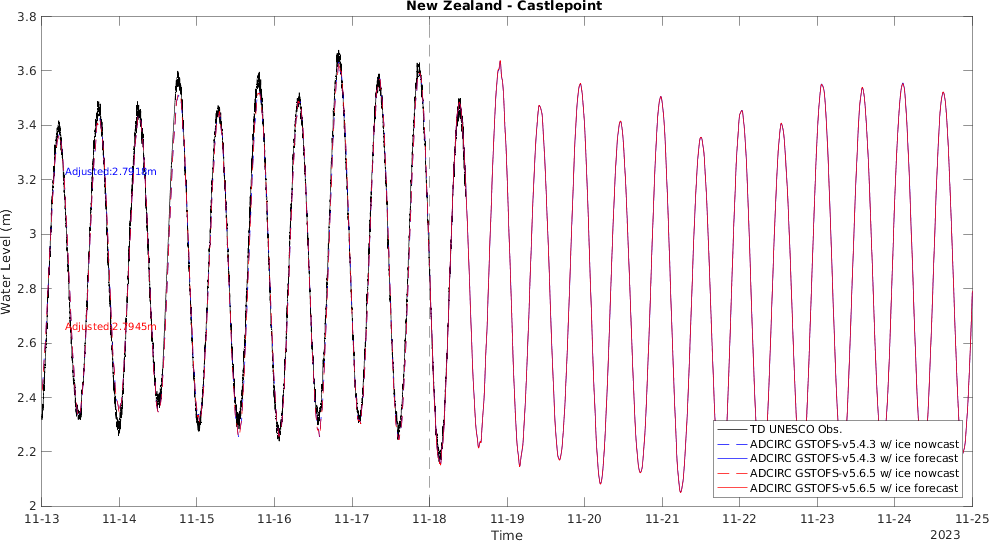 New Zealand - Castlepoint
3.8
3.6
3.4
3.2
3
2.8
2.6
2.4
2.2
2
Water Level (m)
Adjusted:2.7918m
Adjusted:2.7945m
TD UNESCO Obs.
ADCIRC GSTOFS-v5.4.3 w/ ice nowcast
ADCIRC GSTOFS-v5.4.3 w/ ice forecast
ADCIRC GSTOFS-v5.6.5 w/ ice nowcast
ADCIRC GSTOFS-v5.6.5 w/ ice forecast
11-13 11-14 11-15 11-16 11-17 11-18 11-19 11-20 11-21 11-22 11-23 11-24 11-25
Time
2023